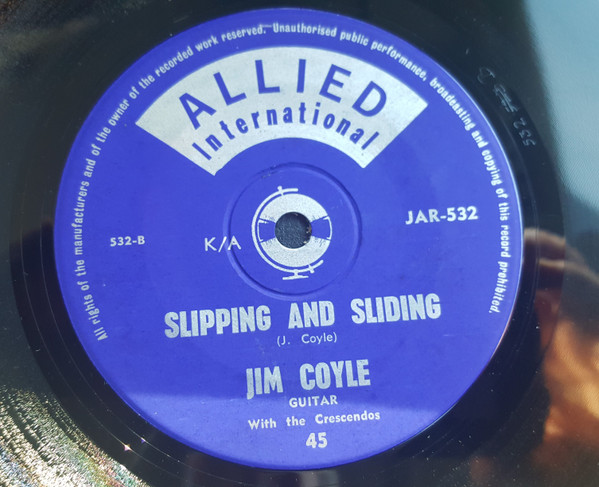 All rights of the manufacturers and of the owner of the recorded work reserved. Unauthorised public performance, broadcasting and copying of this record prohibited.
ALLIED
International
JAR-532
532-B
K/A
SLIPPING AND SLIDING
(J. Coyle)
JIM COYLE
GUITAR
With the Crescendos
45
532